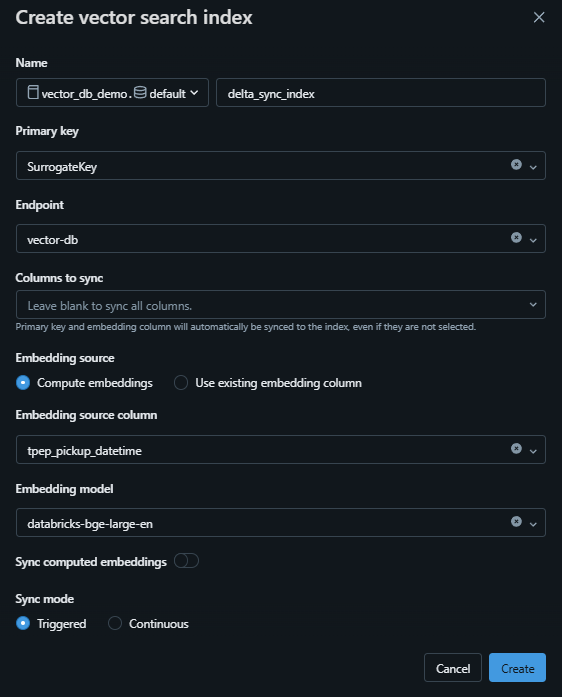 Create vector search index
Name
vector_db_demo. default
delta_sync_index
Primary key
SurrogateKey
Endpoint
vector-db
Columns to sync
Leave blank to sync all columns.
Primary key and embedding column will automatically be synced to the index, even if they are not selected.
Embedding source
Compute embeddings
Use existing embedding column
Embedding source column
tpep_pickup_datetime
Embedding model
databricks-bge-large-en
Sync computed embeddings
Sync mode
Triggered
Continuous
Cancel
Create